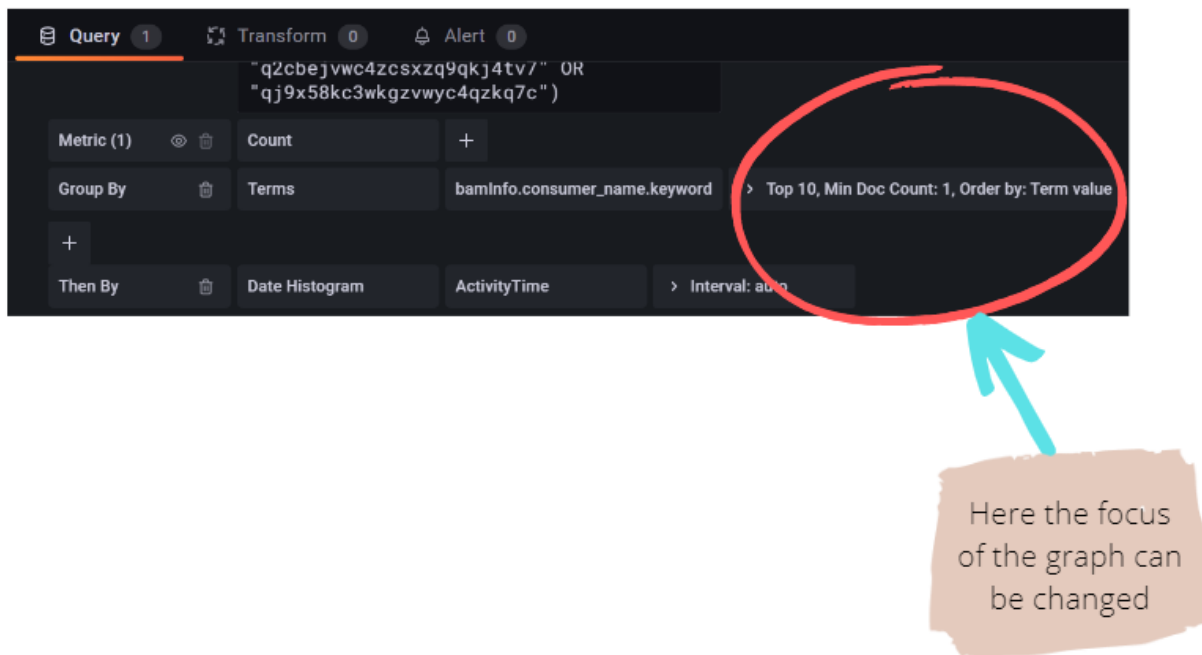 Query 1 Transform 0 Alert 0
"q2cbejvwc4zcsxzq9qkj4tv7" OR
"qj9x58kc3wkgzvwyc4qzkq7c")
Metric (1) Count +
Group By Terms bamInfo.consumer_name.keyword > Top 10, Min Doc Count: 1, Order by: Term value
+
Then By Date Histogram ActivityTime > Interval: auto
Here the focus
of the graph can
be changed